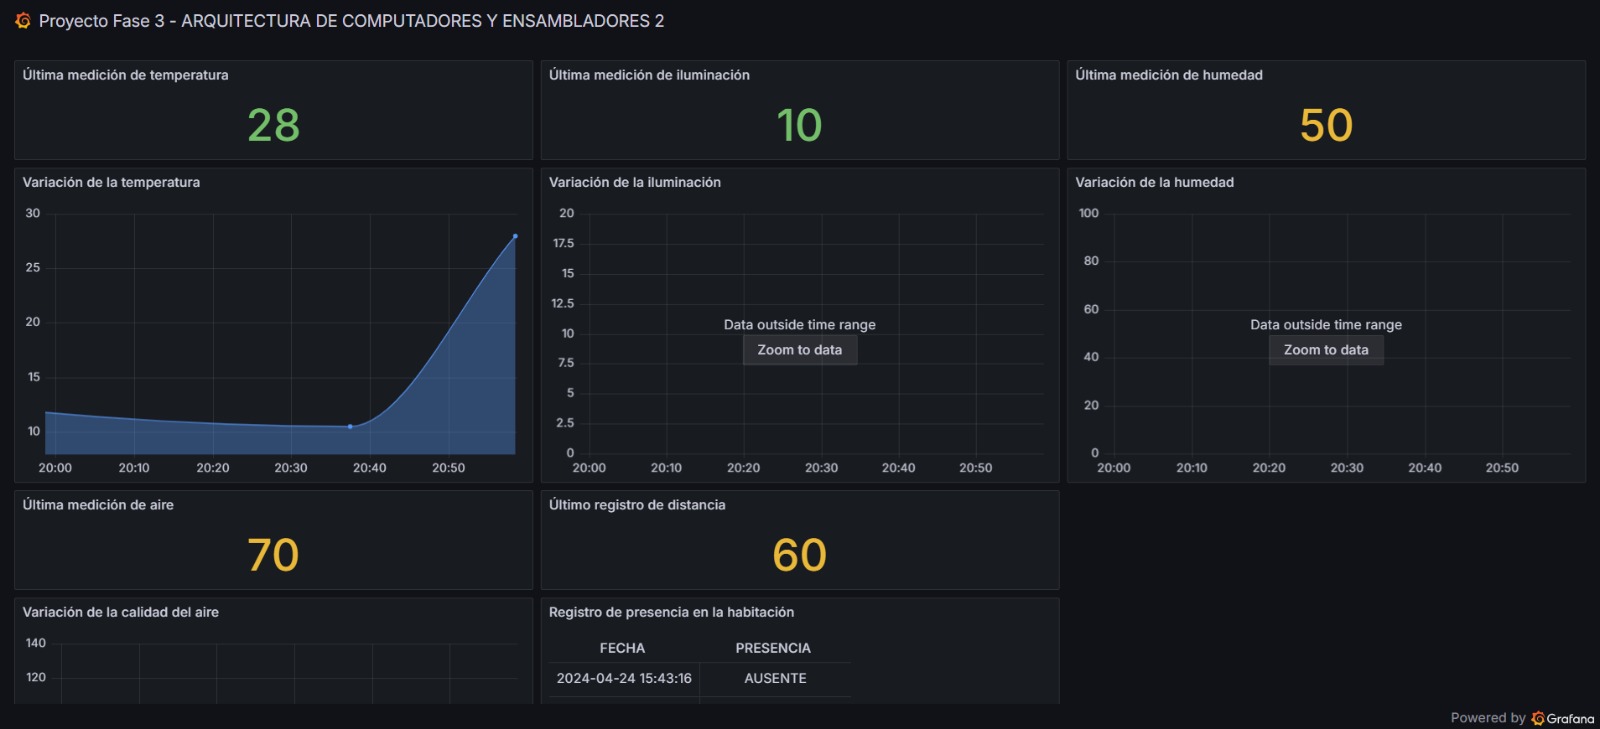 Proyecto Fase 3 - ARQUITECTURA DE COMPUTADORES Y ENSAMBLADORES 2
Última medición de temperatura
28
Última medición de iluminación
10
Última medición de humedad
50
Variación de la temperatura
30
25
20
15
10
20:00 20:10 20:20 20:30 20:40 20:50
Variación de la iluminación
20
17.5
15
12.5
10
7.5
5
2.5
0
Data outside time range
Zoom to data
20:00 20:10 20:20 20:30 20:40 20:50
Variación de la humedad
100
80
60
40
20
0
Data outside time range
Zoom to data
20:00 20:10 20:20 20:30 20:40 20:50
Última medición de aire
70
Último registro de distancia
60
Variación de la calidad del aire
140
120
Registro de presencia en la habitación
FECHA PRESENCIA
2024-04-24 15:43:16 AUSENTE
Powered by Grafana